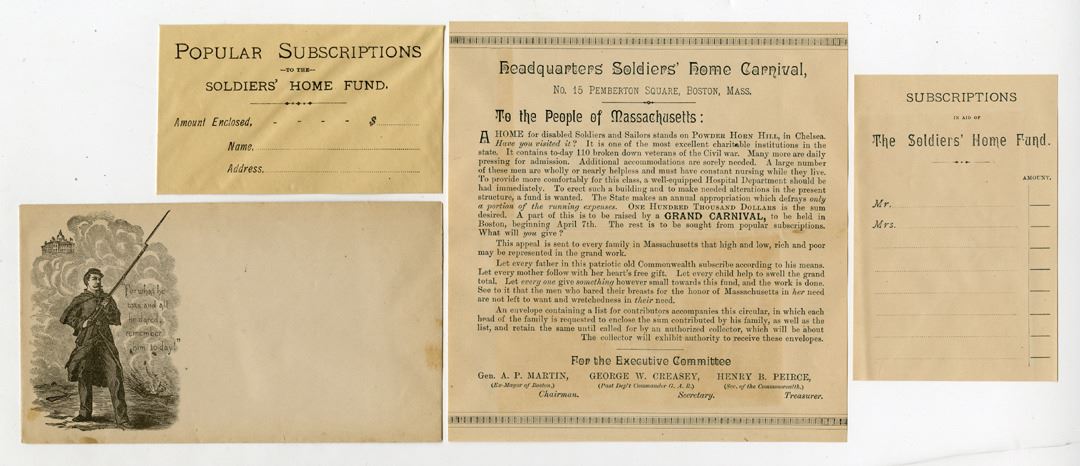 POPULAR SUBSCRIPTIONS
—TO THE—
SOLDIERS' HOME FUND.
Amount Enclosed, - - - - $
Name,
Address,
"For what he
was and all
he dared,
remember
him to-day!"
Headquarters Soldiers' Home Carnival,
No. 15 PEMBERTON SQUARE, BOSTON, MASS.
To the People of Massachusetts:
A HOME for disabled Soldiers and Sailors stands on POWDER HORN HILL, in Chelsea.
Have you visited it? It is one of the most excellent charitable institutions in the
state. It contains to-day 110 broken down veterans of the Civil war. Many more are daily
pressing for admission. Additional accommodations are sorely needed. A large number
of these men are wholly or nearly helpless and must have constant nursing while they live.
To provide more comfortably for this class, a well-equipped Hospital Department should be
had immediately. To erect such a building and to make needed alterations in the present
structure, a fund is wanted. The State makes an annual appropriation which defrays only
a portion of the running expenses. ONE HUNDRED THOUSAND DOLLARS is the sum
desired. A part of this is to be raised by a GRAND CARNIVAL, to be held in
Boston, beginning April 7th. The rest is to be sought from popular subscriptions.
What will you give?
This appeal is sent to every family in Massachusetts that high and low, rich and poor
may be represented in the grand work.
Let every father in this patriotic old Commonwealth subscribe according to his means.
Let every mother follow with her heart's free gift. Let every child help to swell the grand
total. Let every one give something however small towards this fund, and the work is done.
See to it that the men who bared their breasts for the honor of Massachusetts in her need
are not left to want and wretchedness in their need.
An envelope containing a list for contributors accompanies this circular, in which each
head of the family is requested to enclose the sum contributed by his family, as well as the
list, and retain the same until called for by an authorized collector, which will be about
The collector will exhibit authority to receive these envelopes.
For the Executive Committee
Gen. A. P. MARTIN, GEORGE W. CREASEY, HENRY B. PEIRCE,
(Ex-Mayor of Boston,) (Past Dep't Commander G. A. R.) (Sec. of the Commonwealth.)
Chairman. Secretary. Treasurer.
SUBSCRIPTIONS
IN AID OF
The Soldiers' Home Fund.
AMOUNT.
Mr.
Mrs.